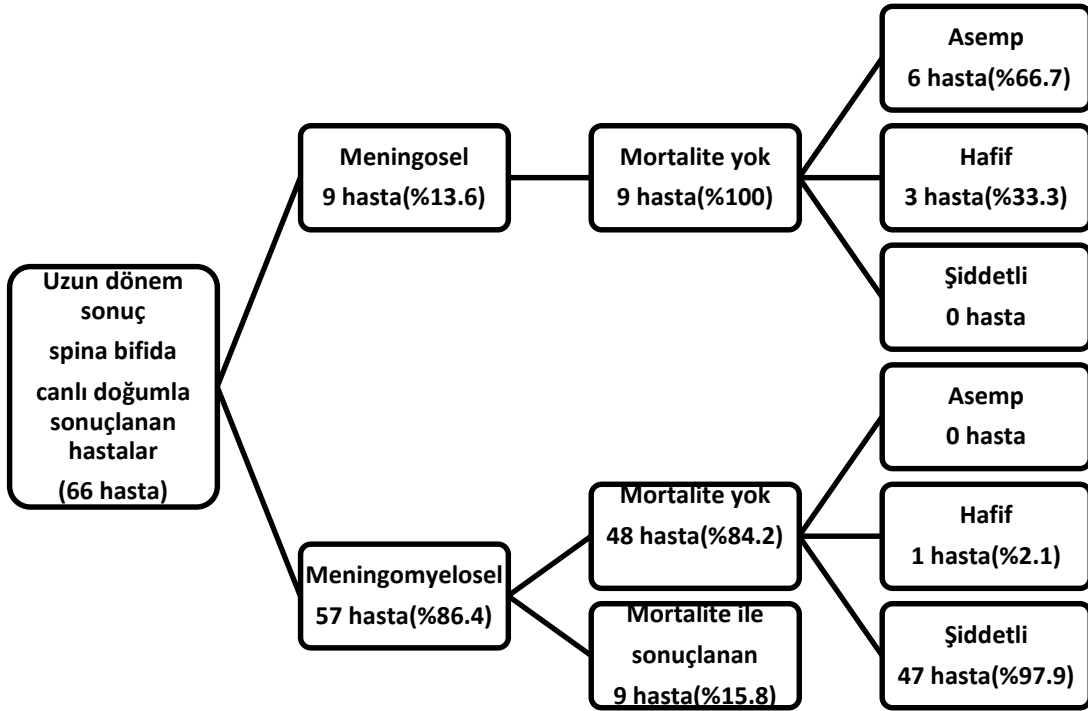 Uzun dönem
sonuç
spina bifida
canlı doğumla
sonuçlanan
hastalar
(66 hasta)
Meningosel
9 hasta(%13.6)
Mortalite yok
9 hasta(%100)
Asemp
6 hasta(%66.7)
Hafif
3 hasta(%33.3)
Şiddetli
0 hasta
Meningomyelosel
57 hasta(%86.4)
Mortalite yok
48 hasta(%84.2)
Mortalite ile
sonuçlanan
9 hasta(%15.8)
Asemp
0 hasta
Hafif
1 hasta(%2.1)
Şiddetli
47 hasta(%97.9)